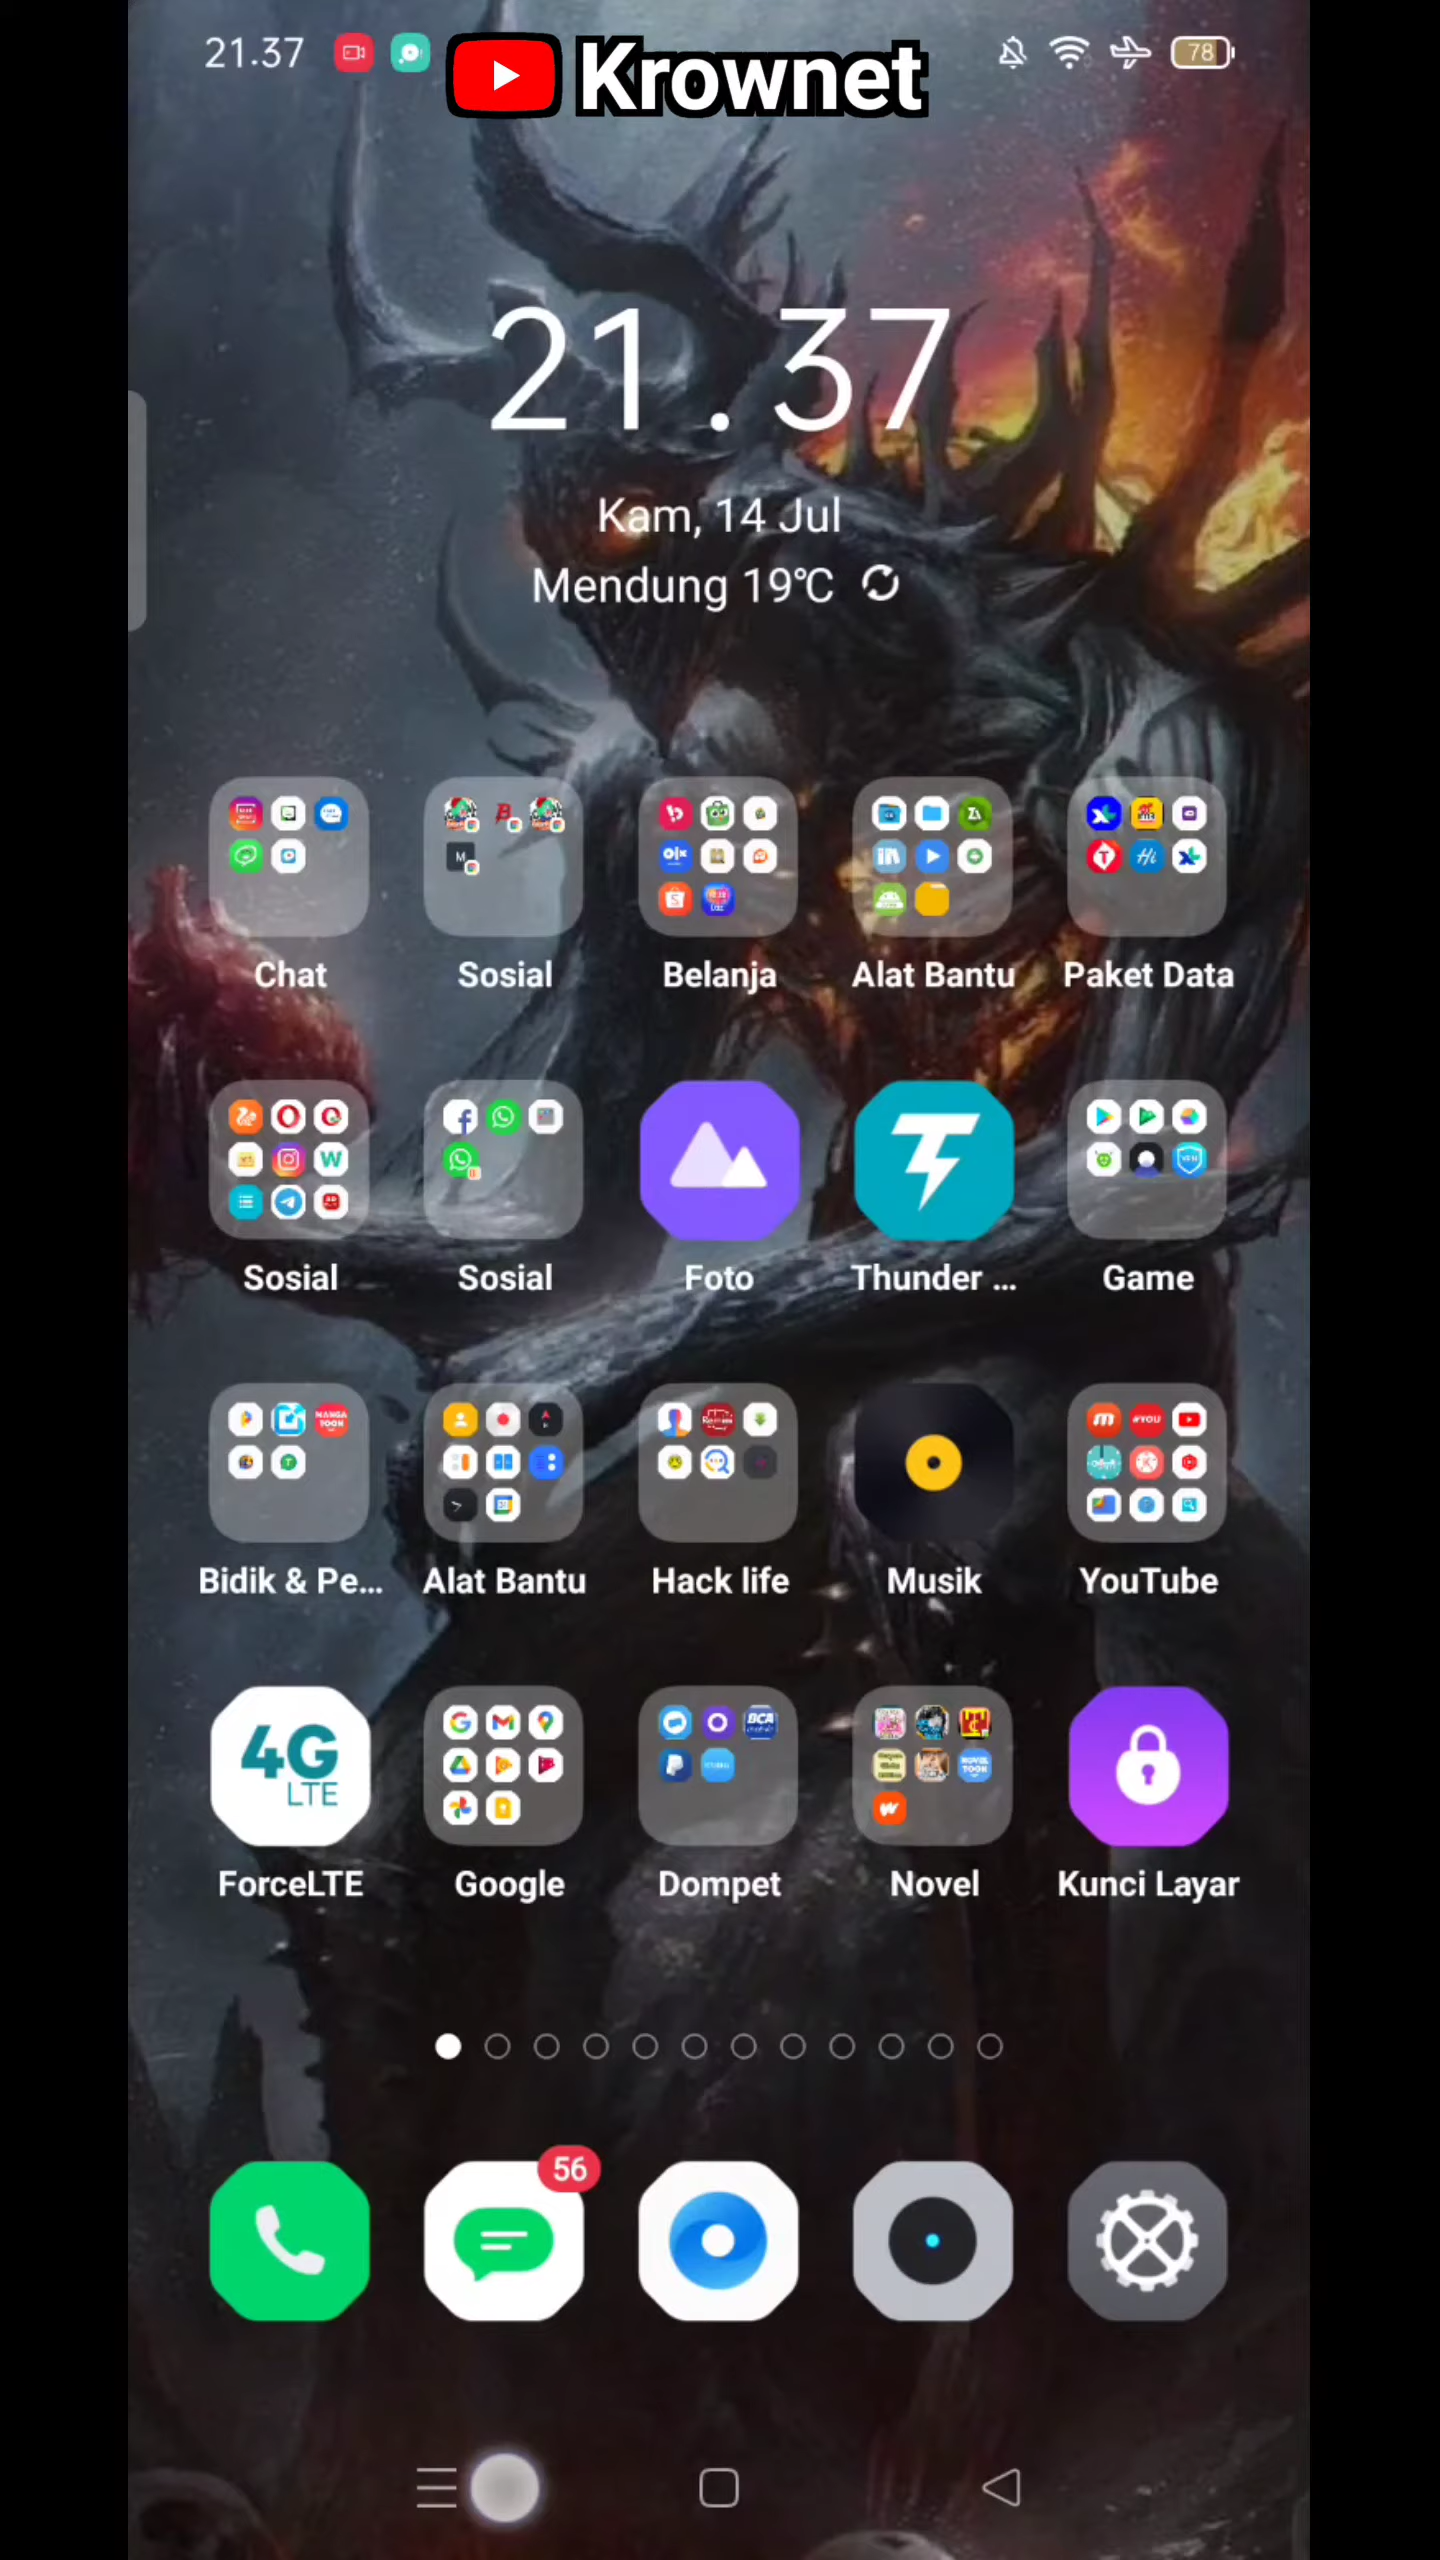 21.37
Krownet
78
21.37
Kam, 14 Jul
Mendung 19°C
Chat
Sosial
Belanja
Alat Bantu
Paket Data
Sosial
Sosial
Foto
Thunder ...
Game
Bidik & Pe...
Alat Bantu
Hack life
Musik
YouTube
4G
LTE
ForceLTE
Google
Dompet
Novel
Kunci Layar
56